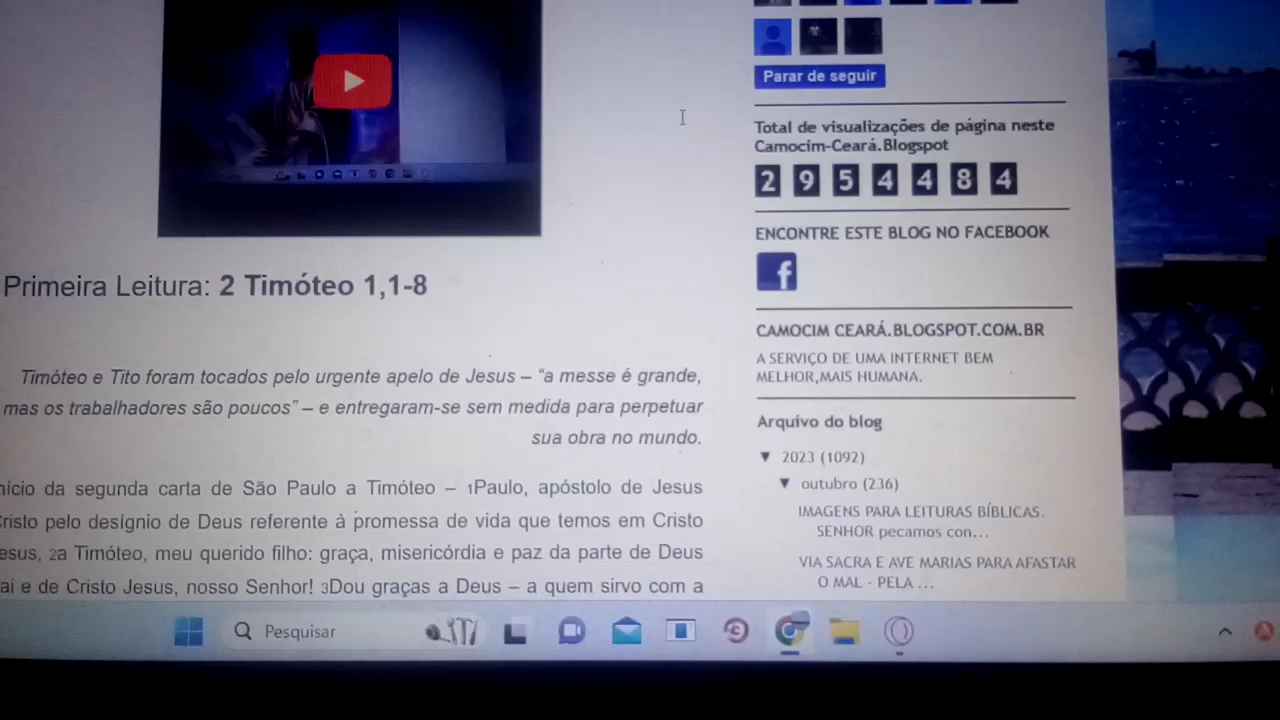 Primeira Leitura: 2 Timóteo 1,1-8
Timóteo e Tito foram tocados pelo urgente apelo de Jesus – “a messe é grande,
mas os trabalhadores são poucos” – e entregaram-se sem medida para perpetuar
sua obra no mundo.
da segunda carta de São Paulo a Timóteo – 1Paulo, apóstolo de Jesus
pelo desígnio de Deus referente à promessa de vida que temos em Cristo
2a Timóteo, meu querido filho: graça, misericórdia e paz da parte de Deus
e de Cristo Jesus, nosso Senhor! 3Dou graças a Deus – a quem sirvo com a
Parar de seguir
Total de visualizações de página neste
Camocim-Ceará.Blogspot
2954484
ENCONTRE ESTE BLOG NO FACEBOOK
f
CAMOCIM CEARÁ.BLOGSPOT.COM.BR
A SERVIÇO DE UMA INTERNET BEM
MELHOR,MAIS HUMANA.
Arquivo do blog
▼ 2023 (1092)
▼ outubro (236)
IMAGENS PARA LEITURAS BÍBLICAS.
SENHOR pecamos con...
VIA SACRA E AVE MARIAS PARA AFASTAR
O MAL - PELA ...
Pesquisar